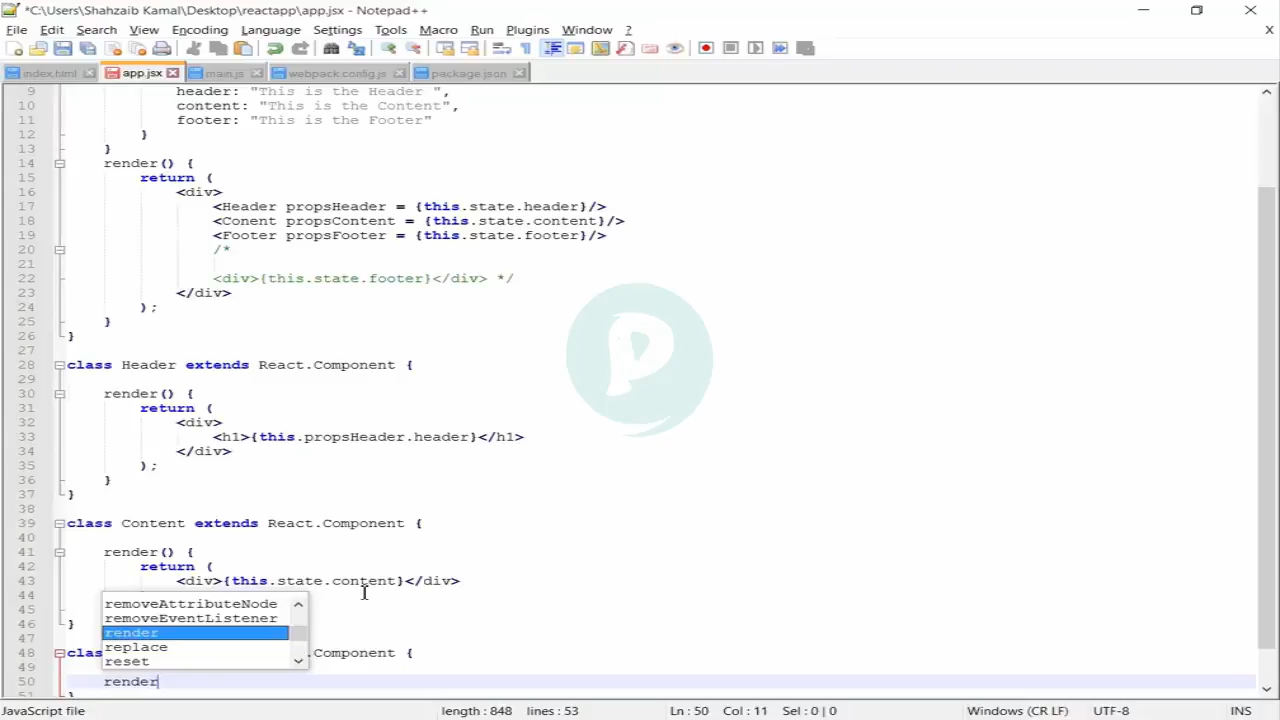 *C:\Users\Shahzaib Kamal\Desktop\reactapp\app.jsx - Notepad++
File Edit Search View Encoding Language Settings Tools Macro Run Plugins Window ? X
index.html app.jsx main.js webpack.config.js package.json
9 header: "This is the Header ",
10 content: "This is the Content",
11 footer: "This is the Footer"
12 }
13 }
14 render() {
15 return (
16 <div>
17 <Header propsHeader = {this.state.header}/>
18 <Conent propsContent = {this.state.content}/>
19 <Footer propsFooter = {this.state.footer}/>
20 /*
21
22 <div>{this.state.footer}</div> */
23 </div>
24 );
25 }
26 }
27
28 class Header extends React.Component {
29
30 render() {
31 return (
32 <div>
33 <h1>{this.propsHeader.header}</h1>
34 </div>
35 );
36 }
37 }
38
39 class Content extends React.Component {
40
41 render() {
42 return (
43 <div>{this.state.content}</div>
44 removeAttributeNode
45 removeEventListener
46 } render
47 replace
48 clas .Component {
reset
49
50 render
51 }
P
JavaScript file length : 848 lines : 53 Ln : 50 Col : 11 Sel : 0 | 0 Windows (CR LF) UTF-8 INS